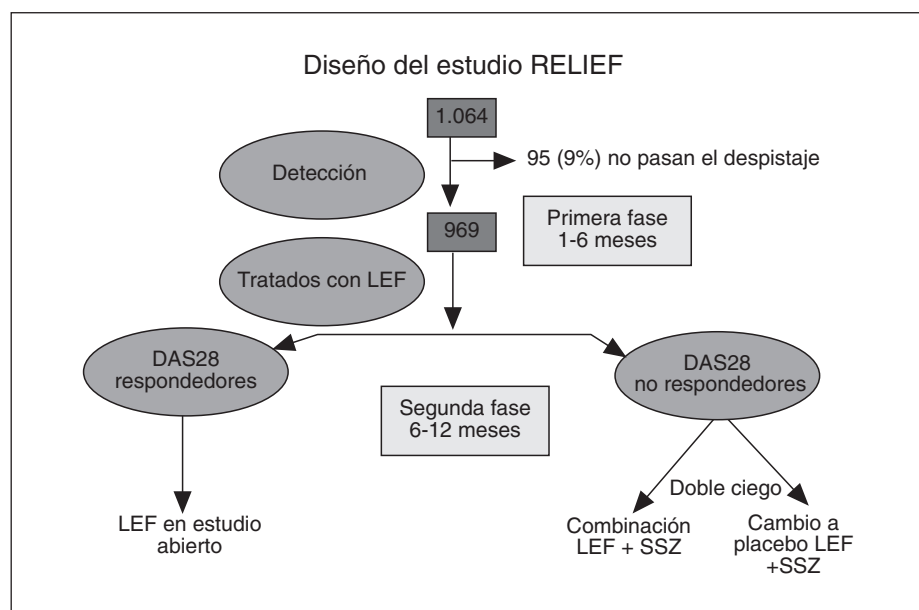 Diseño del estudio RELIEF
1.064
95 (9%) no pasan el despistaje
Detección
Primera fase
1-6 meses
969
Tratados con LEF
DAS28
respondedores
DAS28
no respondedores
Segunda fase
6-12 meses
LEF en estudio
abierto
Doble ciego
Combinación
LEF + SSZ
Cambio a
placebo LEF
+SSZ